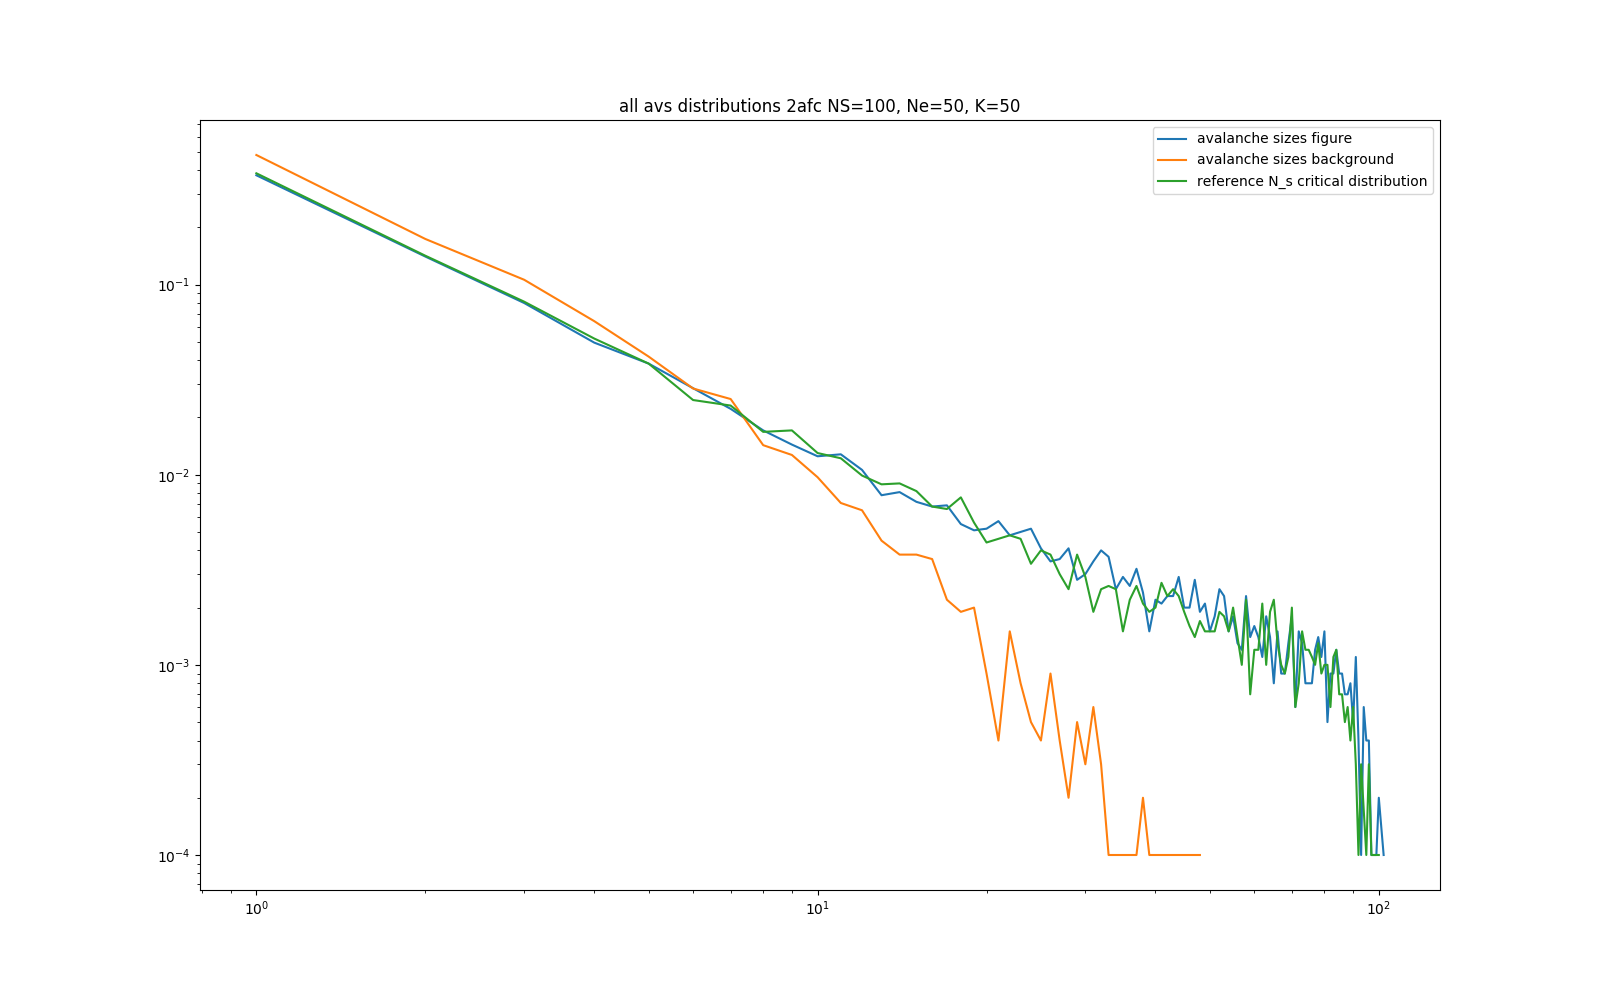 all avs distributions 2afc NS=100, Ne=50, K=50
avalanche sizes figure
avalanche sizes background
reference N_s critical distribution
10⁻¹
10⁻²
10⁻³
10⁻⁴
10⁰
10¹
10²